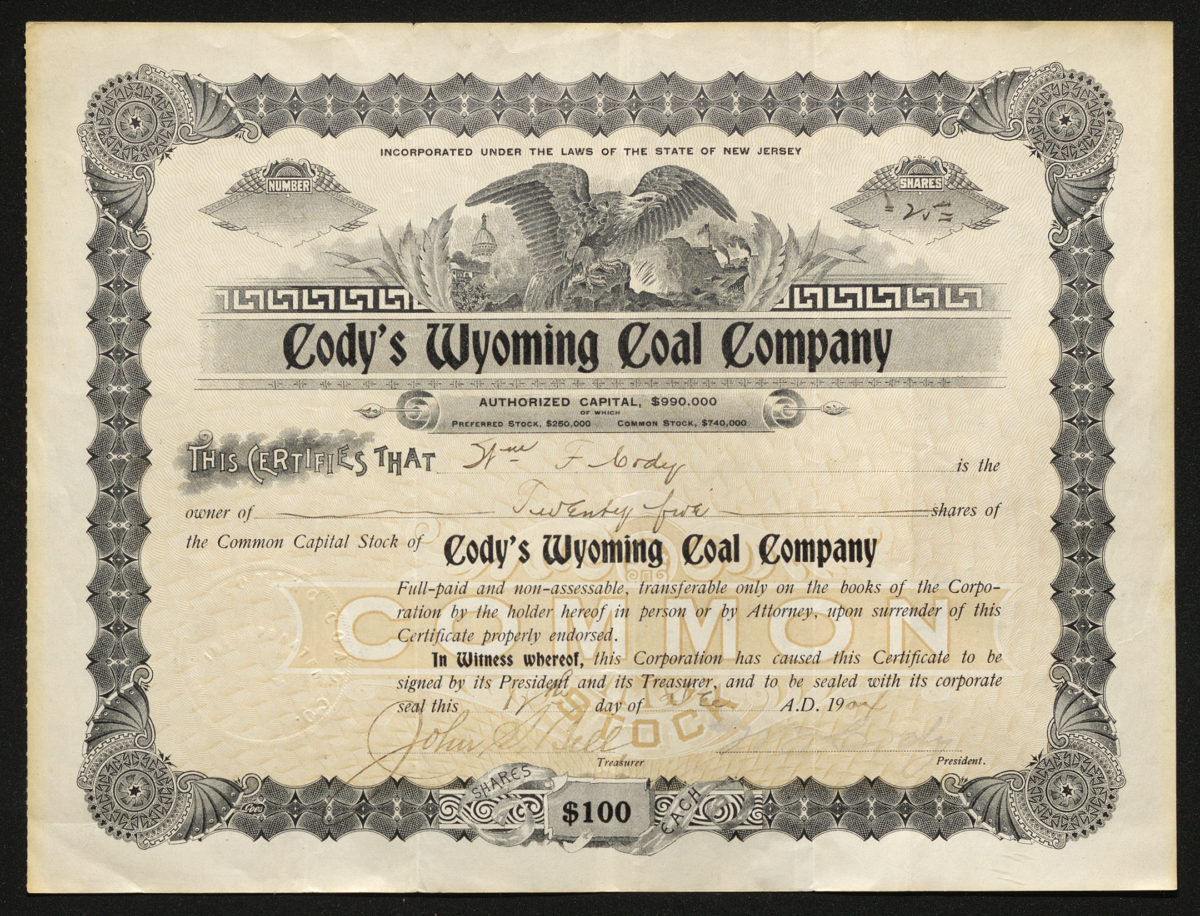 INCORPORATED UNDER THE LAWS OF THE STATE OF NEW JERSEY
NUMBER
SHARES
25
Cody's Wyoming Coal Company
AUTHORIZED CAPITAL, $990.000
OF WHICH
PREFERRED STOCK, $250,000 COMMON STOCK, $740,000
THIS CERTIFIES THAT Wm F Cody is the
owner of Twenty five shares of
the Common Capital Stock of Cody's Wyoming Coal Company
Full-paid and non-assessable, transferable only on the books of the Corpo-
ration by the holder hereof in person or by Attorney, upon surrender of this
Certificate properly endorsed.
In Witness whereof, this Corporation has caused this Certificate to be
signed by its President and its Treasurer, and to be sealed with its corporate
seal this day of Dec A.D. 19
COMMON
STOCK
John S. Bell
Cody
Treasurer
President.
SHARES
$100
EACH